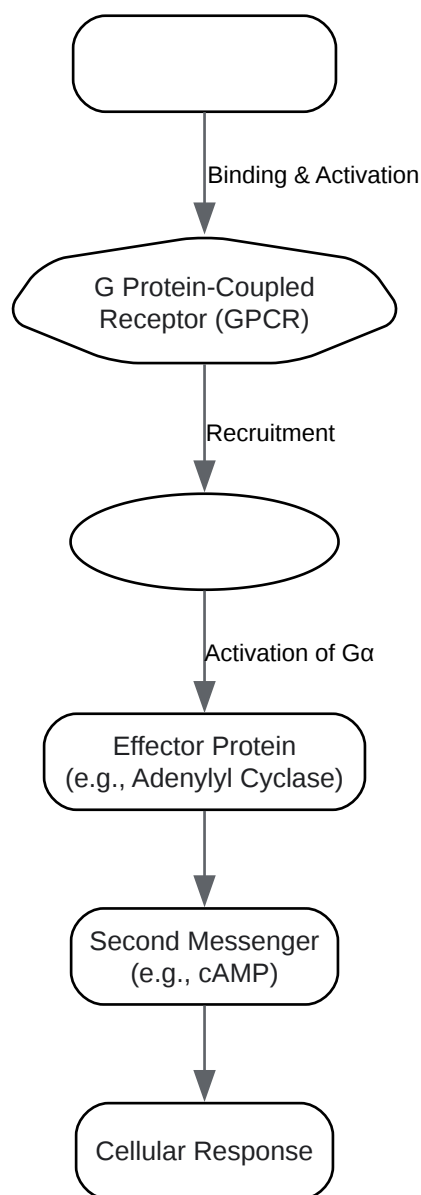 Binding & Activation
G Protein-Coupled
Receptor (GPCR)
Recruitment
Activation of Gα
Effector Protein
(e.g., Adenylyl Cyclase)
Second Messenger
(e.g., cAMP)
Cellular Response